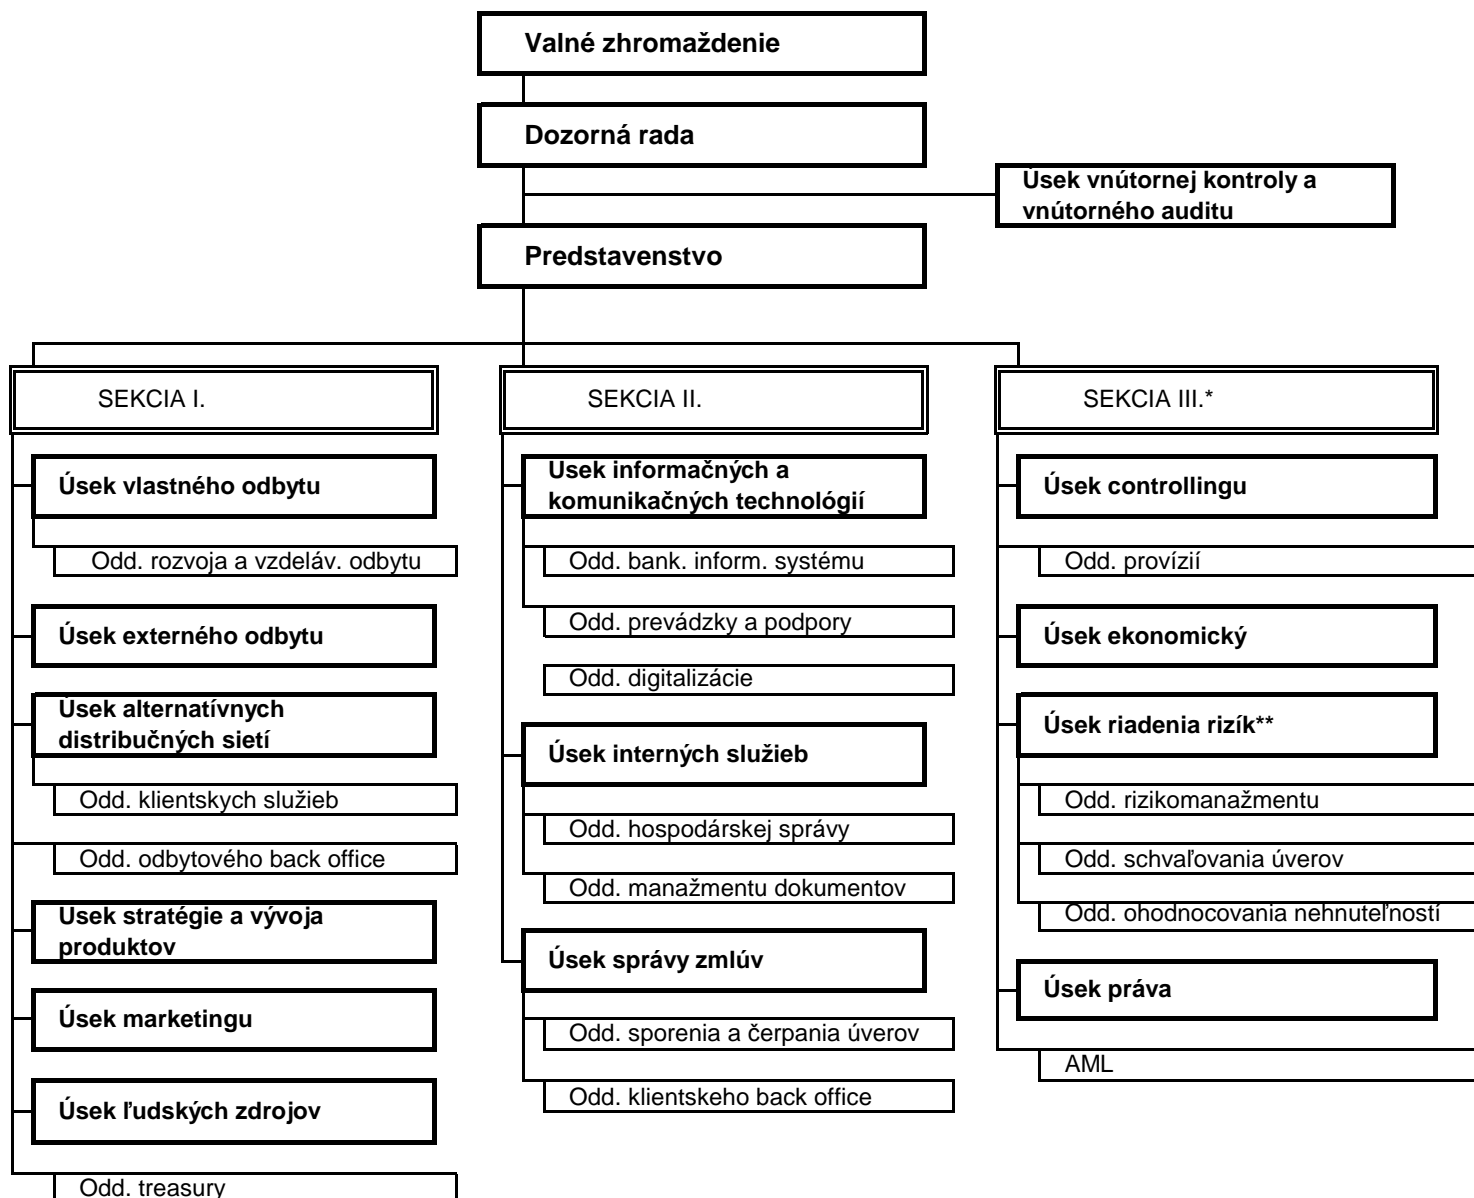 Valné zhromaždenie
Dozorná rada
Úsek vnútornej kontroly a
vnútorného auditu
Predstavenstvo
SEKCIA I.
Úsek vlastného odbytu
Odd. rozvoja a vzdeláv. odbytu
Úsek externého odbytu
Úsek alternatívnych
distribučných sietí
Odd. klientskych služieb
Odd. odbytového back office
Úsek stratégie a vývoja
produktov
Úsek marketingu
Úsek ľudských zdrojov
Odd. treasury
SEKCIA II.
Úsek informačných a
komunikačných technológií
Odd. bank. inform. systému
Odd. prevádzky a podpory
Odd. digitalizácie
Úsek interných služieb
Odd. hospodárskej správy
Odd. manažmentu dokumentov
Úsek správy zmlúv
Odd. sporenia a čerpania úverov
Odd. klientskeho back office
SEKCIA III.*
Úsek controllingu
Odd. provízií
Úsek ekonomický
Úsek riadenia rizík**
Odd. rizikomanažmentu
Odd. schvaľovania úverov
Odd. ohodnocovania nehnuteľností
Úsek práva
AML